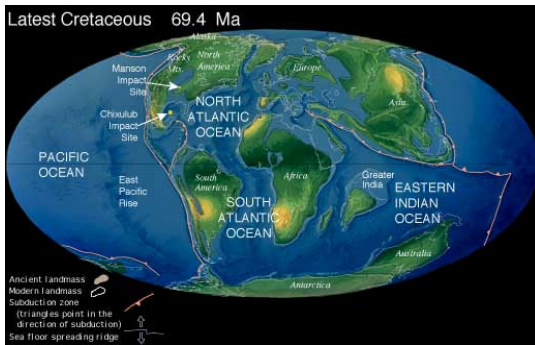 Latest Cretaceous 69.4 Ma
Alaska
Rocky
Mts.
North
America
Manson
Impact
Site
Europe
Asia
Chixulub
Impact
Site
NORTH
ATLANTIC
OCEAN
PACIFIC
OCEAN
East
Pacific
Rise
South
America
SOUTH
ATLANTIC
OCEAN
Africa
Greater
India
EASTERN
INDIAN
OCEAN
Australia
Antarctica
Ancient landmass
Modern landmass
Subduction zone
(triangles point in the
direction of subduction)
Sea floor spreading ridge